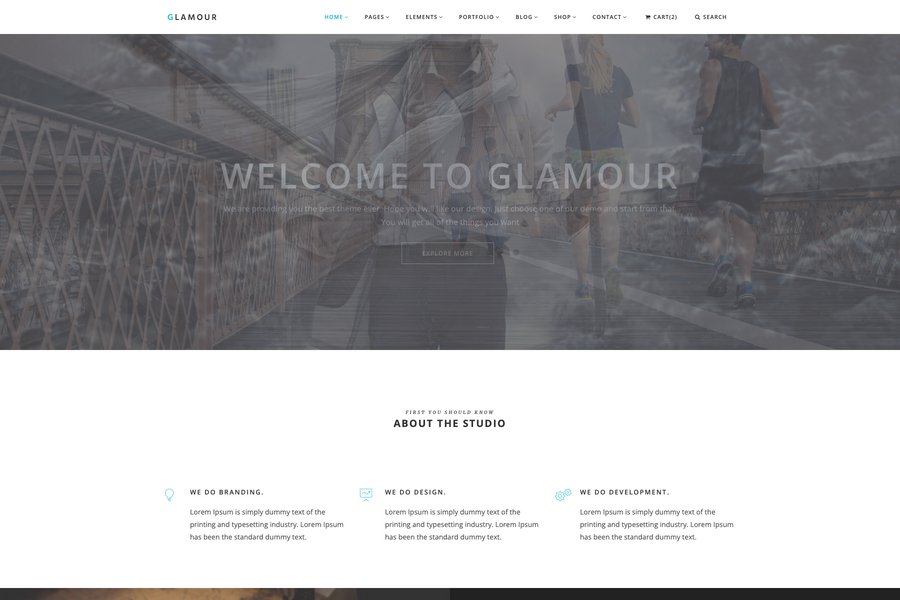 GLAMOUR
HOME PAGES ELEMENTS PORTFOLIO BLOG SHOP CONTACT CART(2) SEARCH
WELCOME TO GLAMOUR
We are providing you the best theme ever. Hope you will like our design. Just choose one of our demo and start from that.
You will get all of the things you want
EXPLORE MORE
FIRST YOU SHOULD KNOW
ABOUT THE STUDIO
WE DO BRANDING.
Lorem Ipsum is simply dummy text of the
printing and typesetting industry. Lorem Ipsum
has been the standard dummy text.
WE DO DESIGN.
Lorem Ipsum is simply dummy text of the
printing and typesetting industry. Lorem Ipsum
has been the standard dummy text.
WE DO DEVELOPMENT.
Lorem Ipsum is simply dummy text of the
printing and typesetting industry. Lorem Ipsum
has been the standard dummy text.